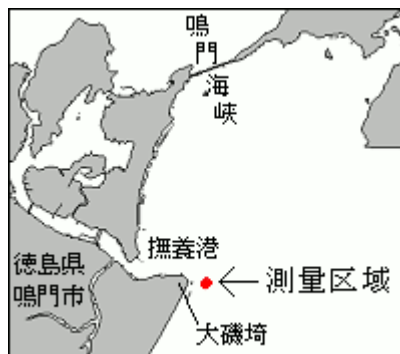 鳴門海峡
撫養港
徳島県
鳴門市
測量区域
大磯埼